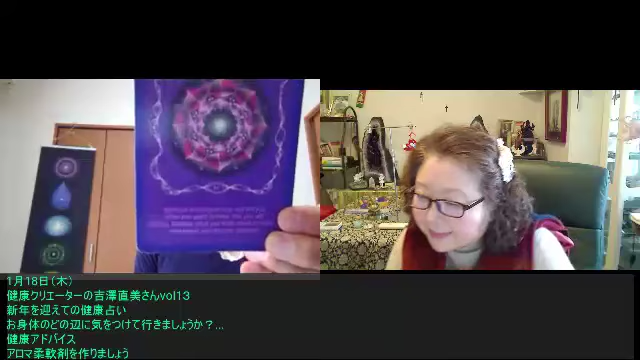 1月18日（木）
健康クリエーターの吉澤直美さんvol13
新年を迎えての健康占い
お身体のどの辺に気をつけて行きましょうか？...
健康アドバイス
アロマ柔軟剤を作りましょう